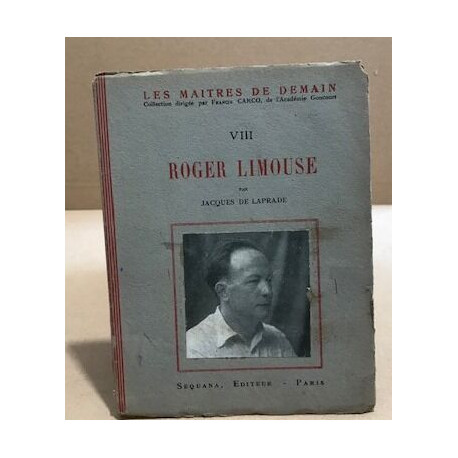 LES MAITRES DE DEMAIN
Collection dirigée par Francis CARCO, de l'Académie Goncourt
VIII
ROGER LIMOUSE
PAR
JACQUES DE LAPRADE
SEQUANA, EDITEUR - PARIS